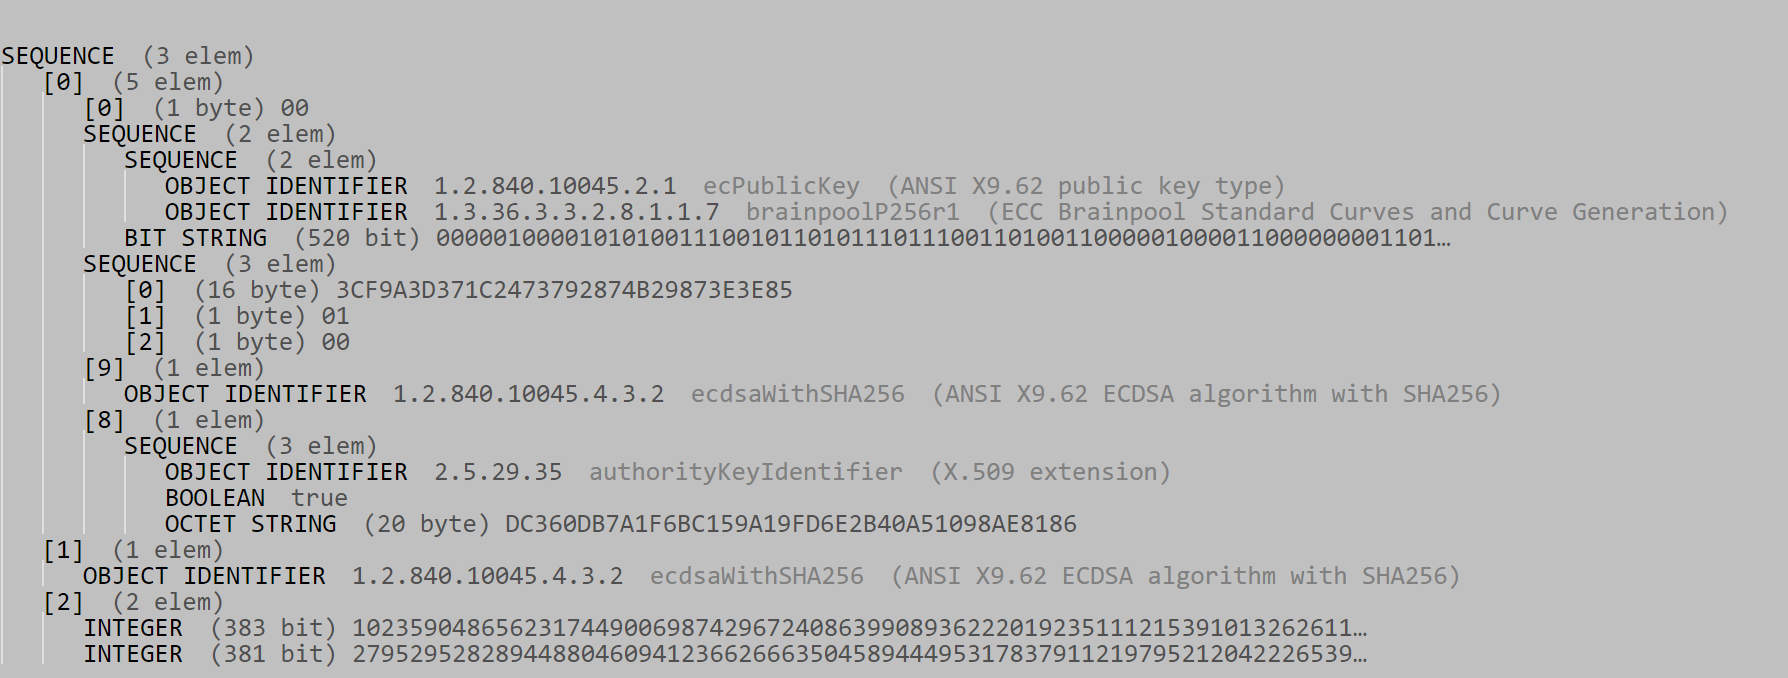 SEQUENCE (3 elem)
[0] (5 elem)
[0] (1 byte) 00
SEQUENCE (2 elem)
SEQUENCE (2 elem)
OBJECT IDENTIFIER 1.2.840.10045.2.1 ecPublicKey (ANSI X9.62 public key type)
OBJECT IDENTIFIER 1.3.36.3.3.2.8.1.1.7 brainpoolP256r1 (ECC Brainpool Standard Curves and Curve Generation)
BIT STRING (520 bit) 0000010000101010011100101101011101110011010011000001000011000000001101…
SEQUENCE (3 elem)
[0] (16 byte) 3CF9A3D371C2473792874B29873E3E85
[1] (1 byte) 01
[2] (1 byte) 00
[9] (1 elem)
OBJECT IDENTIFIER 1.2.840.10045.4.3.2 ecdsaWithSHA256 (ANSI X9.62 ECDSA algorithm with SHA256)
[8] (1 elem)
SEQUENCE (3 elem)
OBJECT IDENTIFIER 2.5.29.35 authorityKeyIdentifier (X.509 extension)
BOOLEAN true
OCTET STRING (20 byte) DC360DB7A1F6BC159A19FD6E2B40A51098AE8186
[1] (1 elem)
OBJECT IDENTIFIER 1.2.840.10045.4.3.2 ecdsaWithSHA256 (ANSI X9.62 ECDSA algorithm with SHA256)
[2] (2 elem)
INTEGER (383 bit) 10235904865623174490069874296724086399089362220192351112153910132​62611…
INTEGER (381 bit) 27952952828944880460941236626663504589444953178379112197952120422​26539…